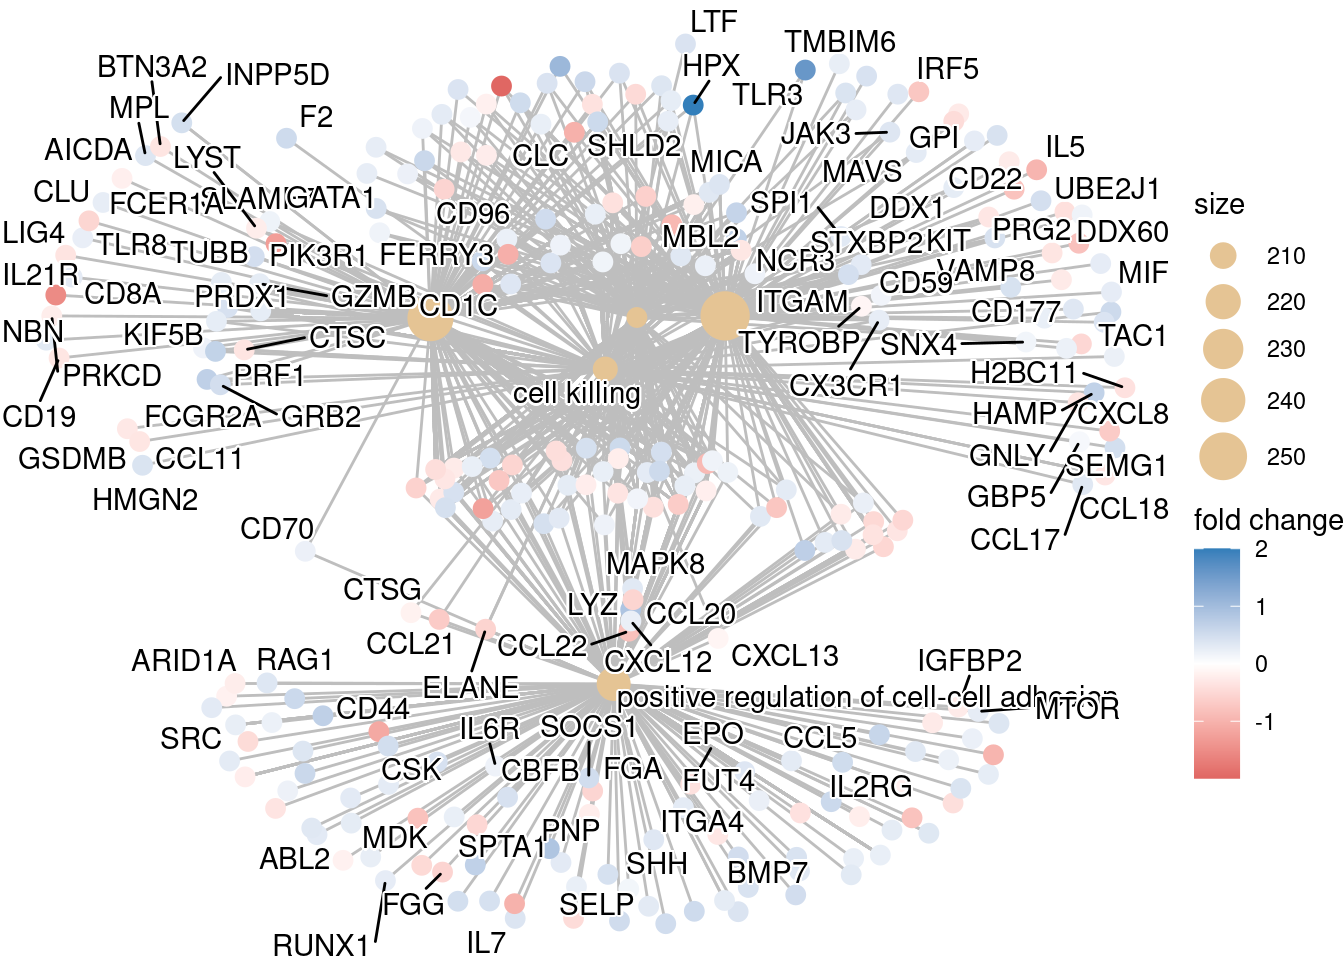 LTF
TMBIM6
BTN3A2
INPP5D
HPX
IRF5
TLR3
MPL
F2
JAK3
GPI
AICDA
LYST
CLC
SHLD2
MICA
IL5
MAVS
CD22
CLU
FCER1A
SLAMF7
GATA1
UBE2J1
SPI1
DDX1
CD96
LIG4
TLR8
TUBB
PIK3R1
FERRY3
MBL2
STXBP2
KIT
PRG2
DDX60
NCR3
VAMP8
MIF
IL21R
CD8A
PRDX1
GZMB
CD1C
ITGAM
CD59
CD177
NBN
KIF5B
CTSC
TYROBP
SNX4
TAC1
PRKCD
PRF1
cell killing
CX3CR1
H2BC11
CD19
FCGR2A
GRB2
HAMP
CXCL8
GSDMB
CCL11
GNLY
SEMG1
HMGN2
GBP5
CCL18
CD70
CCL17
MAPK8
CTSG
LYZ
CCL20
CCL21
CCL22
CXCL12
CXCL13
ARID1A
RAG1
ELANE
IGFBP2
positive regulation of cell-cell adhesion
MTOR
CD44
SRC
IL6R
SOCS1
EPO
CCL5
CSK
CBFB
FGA
FUT4
IL2RG
MDK
SPTA1
PNP
ITGA4
ABL2
SHH
BMP7
FGG
SELP
RUNX1
IL7
size
210
220
230
240
250
fold change
2
1
0
-1